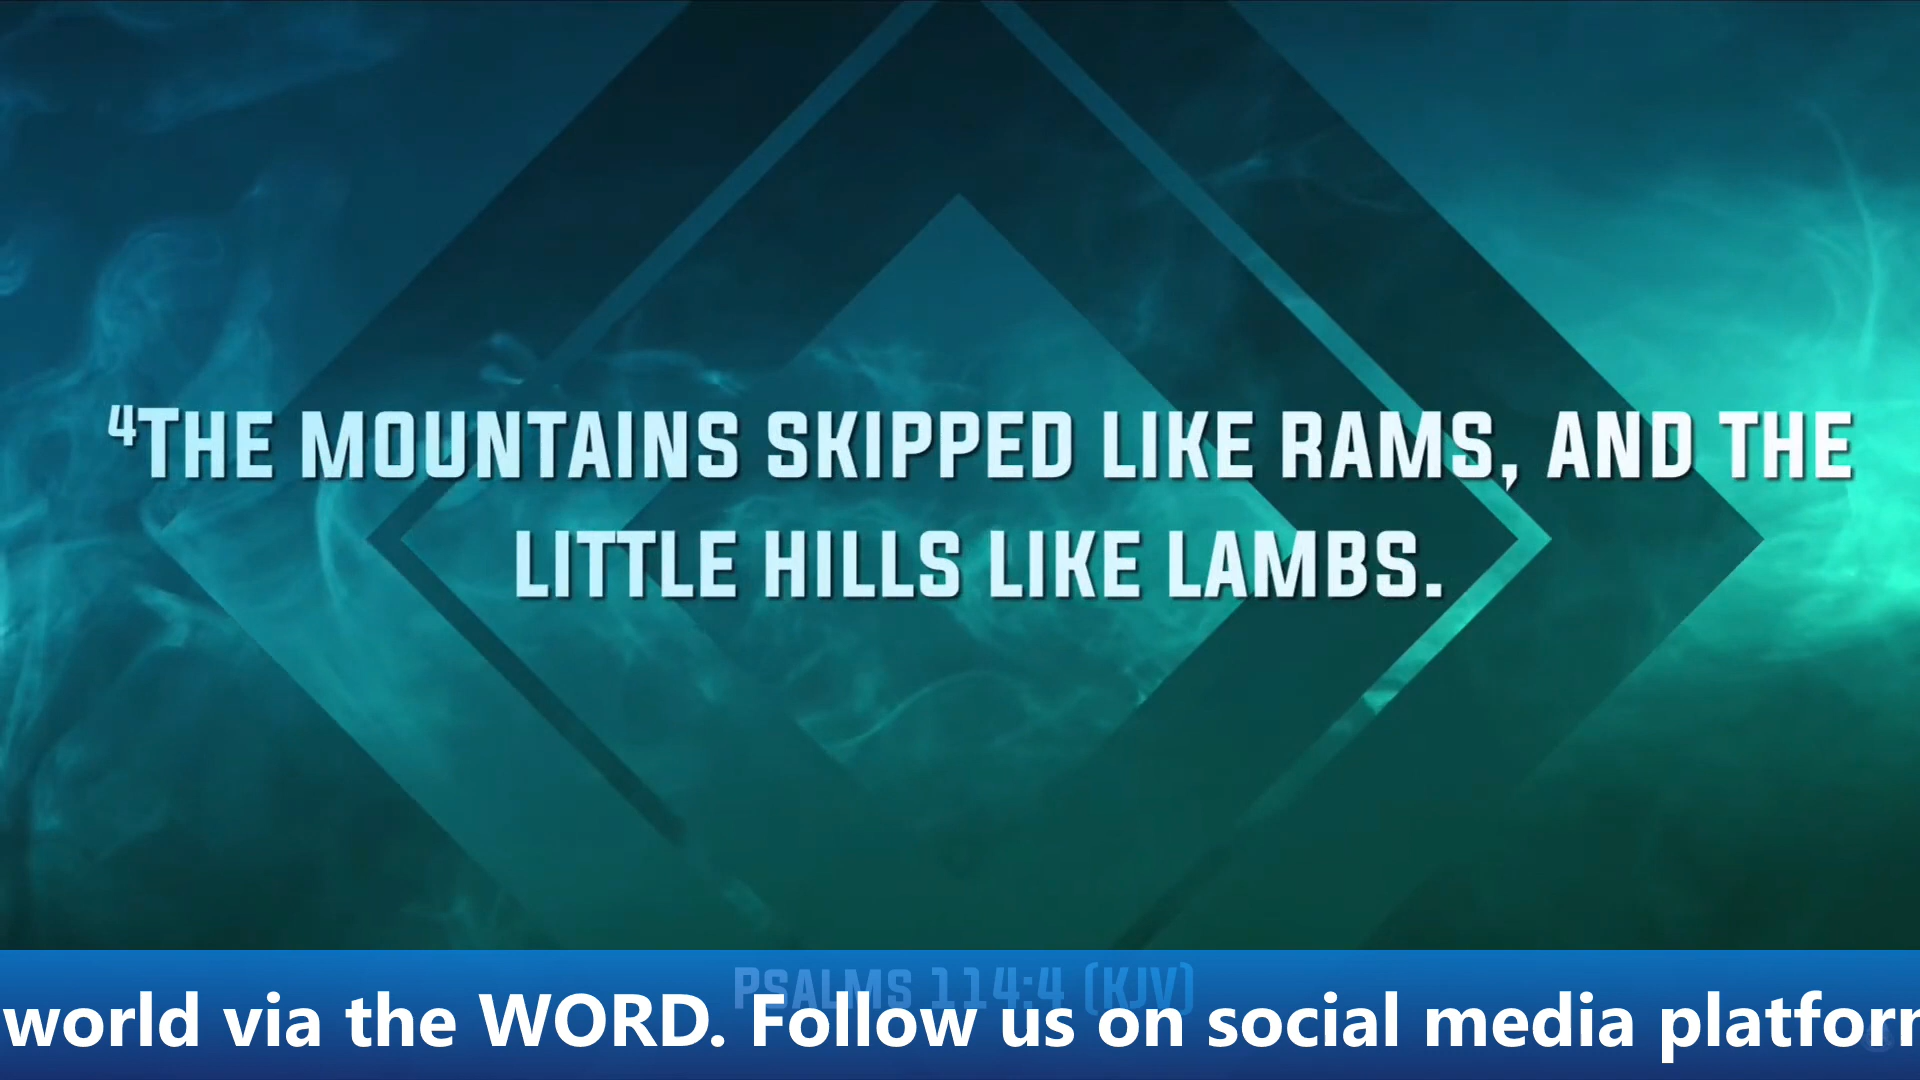 ⁴THE MOUNTAINS SKIPPED LIKE RAMS, AND THE
LITTLE HILLS LIKE LAMBS.
PSALMS 114:4 (KJV)
world via the WORD. Follow us on social media